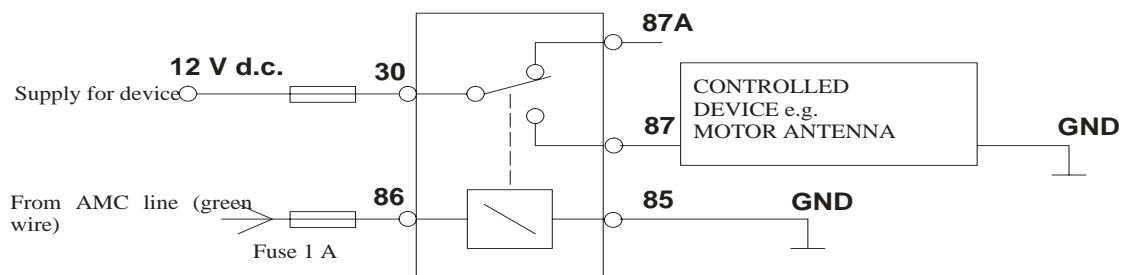 87A
12 V d.c.
30
Supply for device
CONTROLLED
DEVICE e.g.
MOTOR ANTENNA
87
GND
From AMC line (green
wire)
86
85
GND
Fuse 1 A